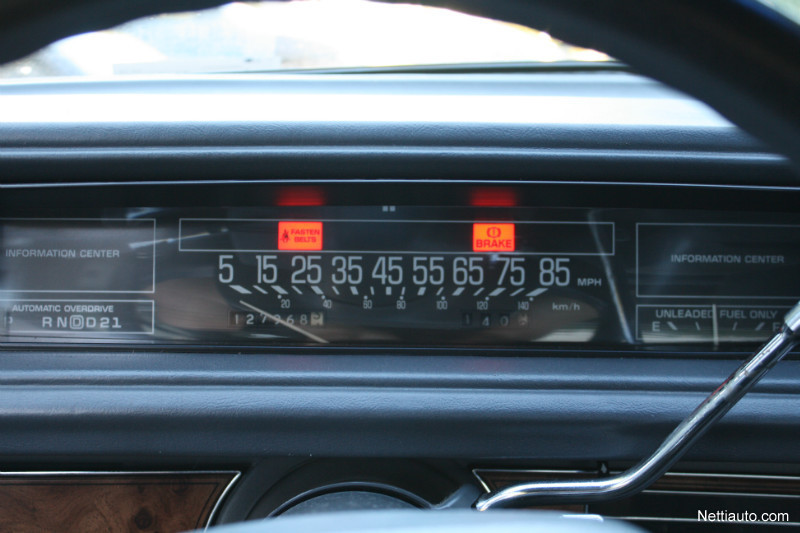 FASTEN
BELTS
BRAKE
INFORMATION CENTER
INFORMATION CENTER
5 15 25 35 45 55 65 75 85 MPH
20 40 60 80 100 120 140 km/h
AUTOMATIC OVERDRIVE
R N D D 2 1
UNLEADED FUEL ONLY
E F
Nettiauto.com